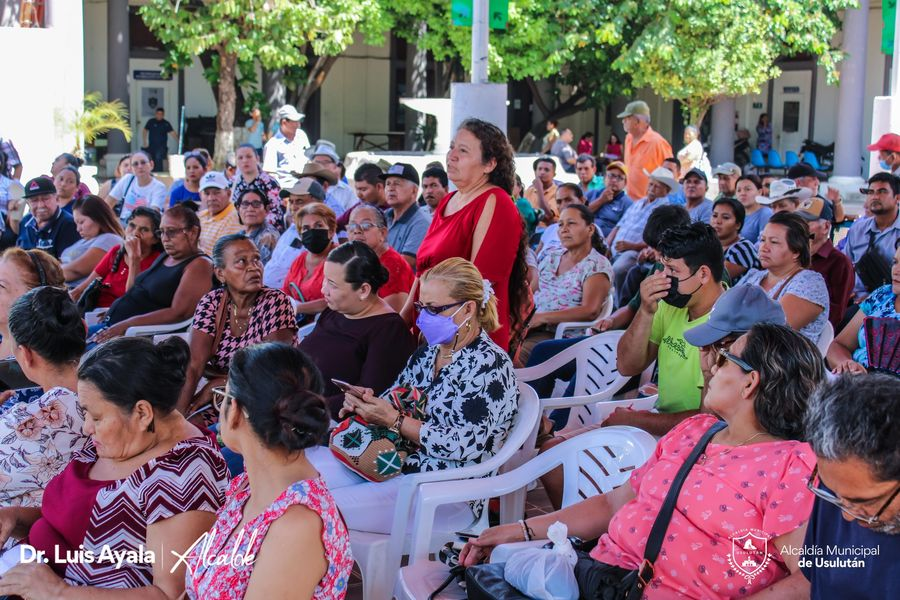 Dr. Luis Ayala
Alcalde
Alcaldía Municipal
de Usulután